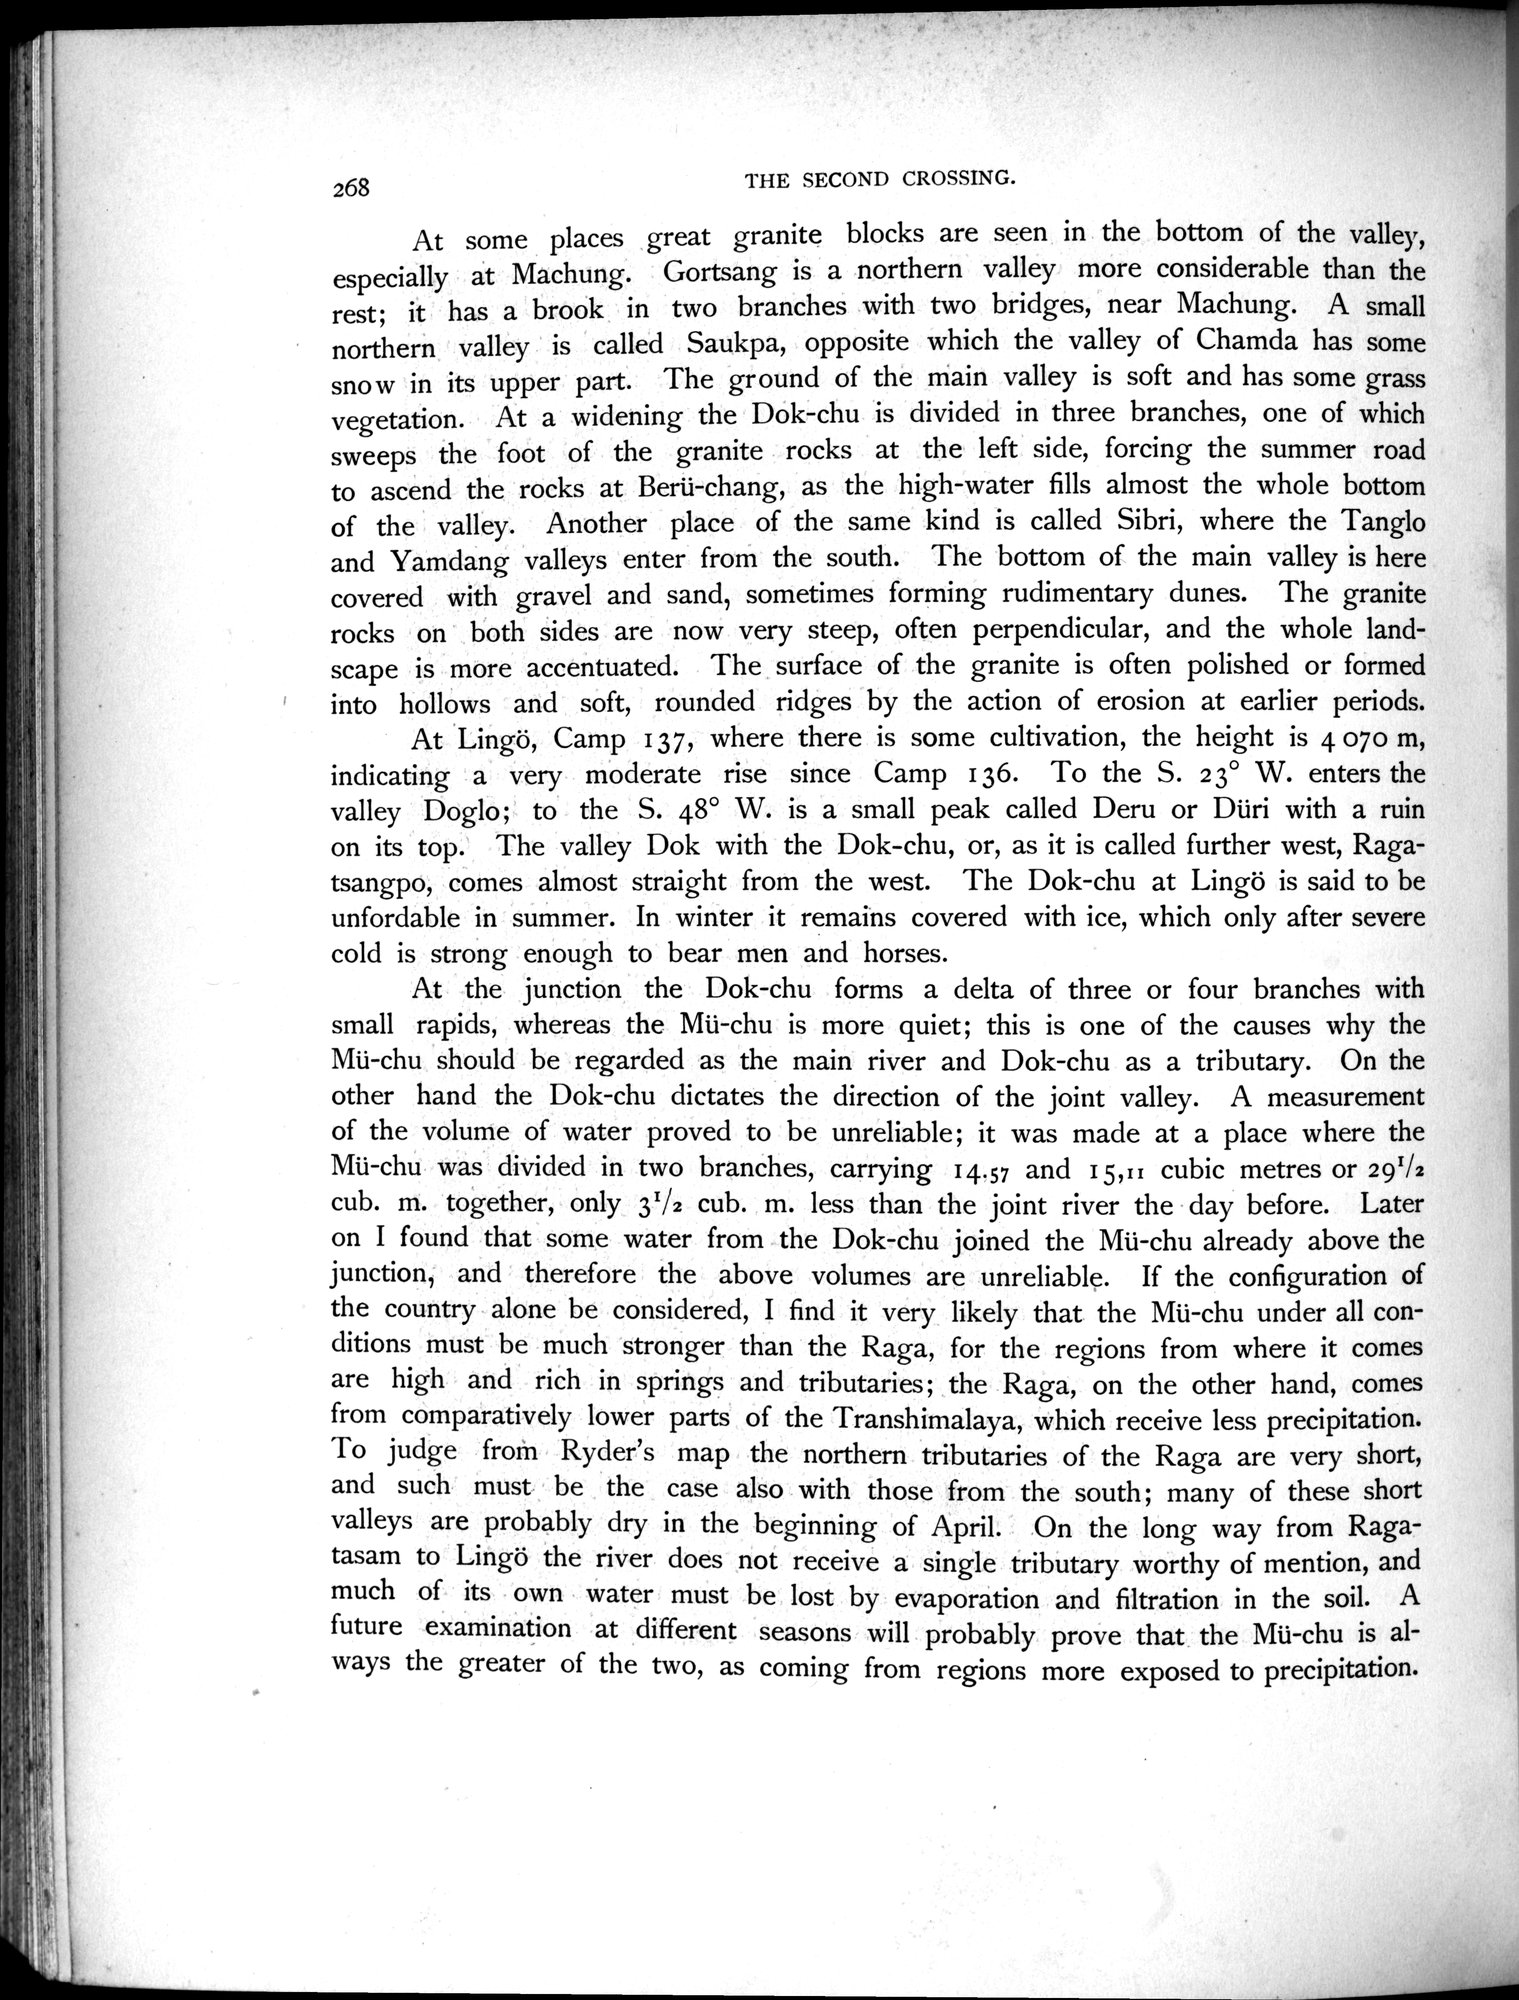 268
THE SECOND CROSSING.
At some places great granite blocks are seen in the bottom of the valley,
especially at Machung. Gortsang is a northern valley more considerable than the
rest; it has a brook in two branches with two bridges, near Machung. A small
northern valley is called Saukpa, opposite which the valley of Chamda has some
snow in its upper part. The ground of the main valley is soft and has some grass
vegetation. At a widening the Dok-chu is divided in three branches, one of which
sweeps the foot of the granite rocks at the left side, forcing the summer road
to ascend the rocks at Berü-chang, as the high-water fills almost the whole bottom
of the valley. Another place of the same kind is called Sibri, where the Tanglo
and Yamdang valleys enter from the south. The bottom of the main valley is here
covered with gravel and sand, sometimes forming rudimentary dunes. The granite
rocks on both sides are now very steep, often perpendicular, and the whole land-
scape is more accentuated. The surface of the granite is often polished or formed
into hollows and soft, rounded ridges by the action of erosion at earlier periods.
At Lingö, Camp 137, where there is some cultivation, the height is 4 070 m,
indicating a very moderate rise since Camp 136. To the S. 23° W. enters the
valley Doglo; to the S. 48° W. is a small peak called Deru or Düri with a ruin
on its top. The valley Dok with the Dok-chu, or, as it is called further west, Raga-
tsangpo, comes almost straight from the west. The Dok-chu at Lingö is said to be
unfordable in summer. In winter it remains covered with ice, which only after severe
cold is strong enough to bear men and horses.
At the junction the Dok-chu forms a delta of three or four branches with
small rapids, whereas the Mü-chu is more quiet; this is one of the causes why the
Mü-chu should be regarded as the main river and Dok-chu as a tributary. On the
other hand the Dok-chu dictates the direction of the joint valley. A measurement
of the volume of water proved to be unreliable; it was made at a place where the
Mü-chu was divided in two branches, carrying 14.57 and 15,11 cubic metres or 29 1/2
cub. m. together, only 3 1/2 cub. m. less than the joint river the day before. Later
on I found that some water from the Dok-chu joined the Mü-chu already above the
junction, and therefore the above volumes are unreliable. If the configuration of
the country alone be considered, I find it very likely that the Mü-chu under all con-
ditions must be much stronger than the Raga, for the regions from where it comes
are high and rich in springs and tributaries; the Raga, on the other hand, comes
from comparatively lower parts of the Transhimalaya, which receive less precipitation.
To judge from Ryder's map the northern tributaries of the Raga are very short,
and such must be the case also with those from the south; many of these short
valleys are probably dry in the beginning of April. On the long way from Raga-
tasam to Lingö the river does not receive a single tributary worthy of mention, and
much of its own water must be lost by evaporation and filtration in the soil. A
future examination at different seasons will probably prove that the Mü-chu is al-
ways the greater of the two, as coming from regions more exposed to precipitation.